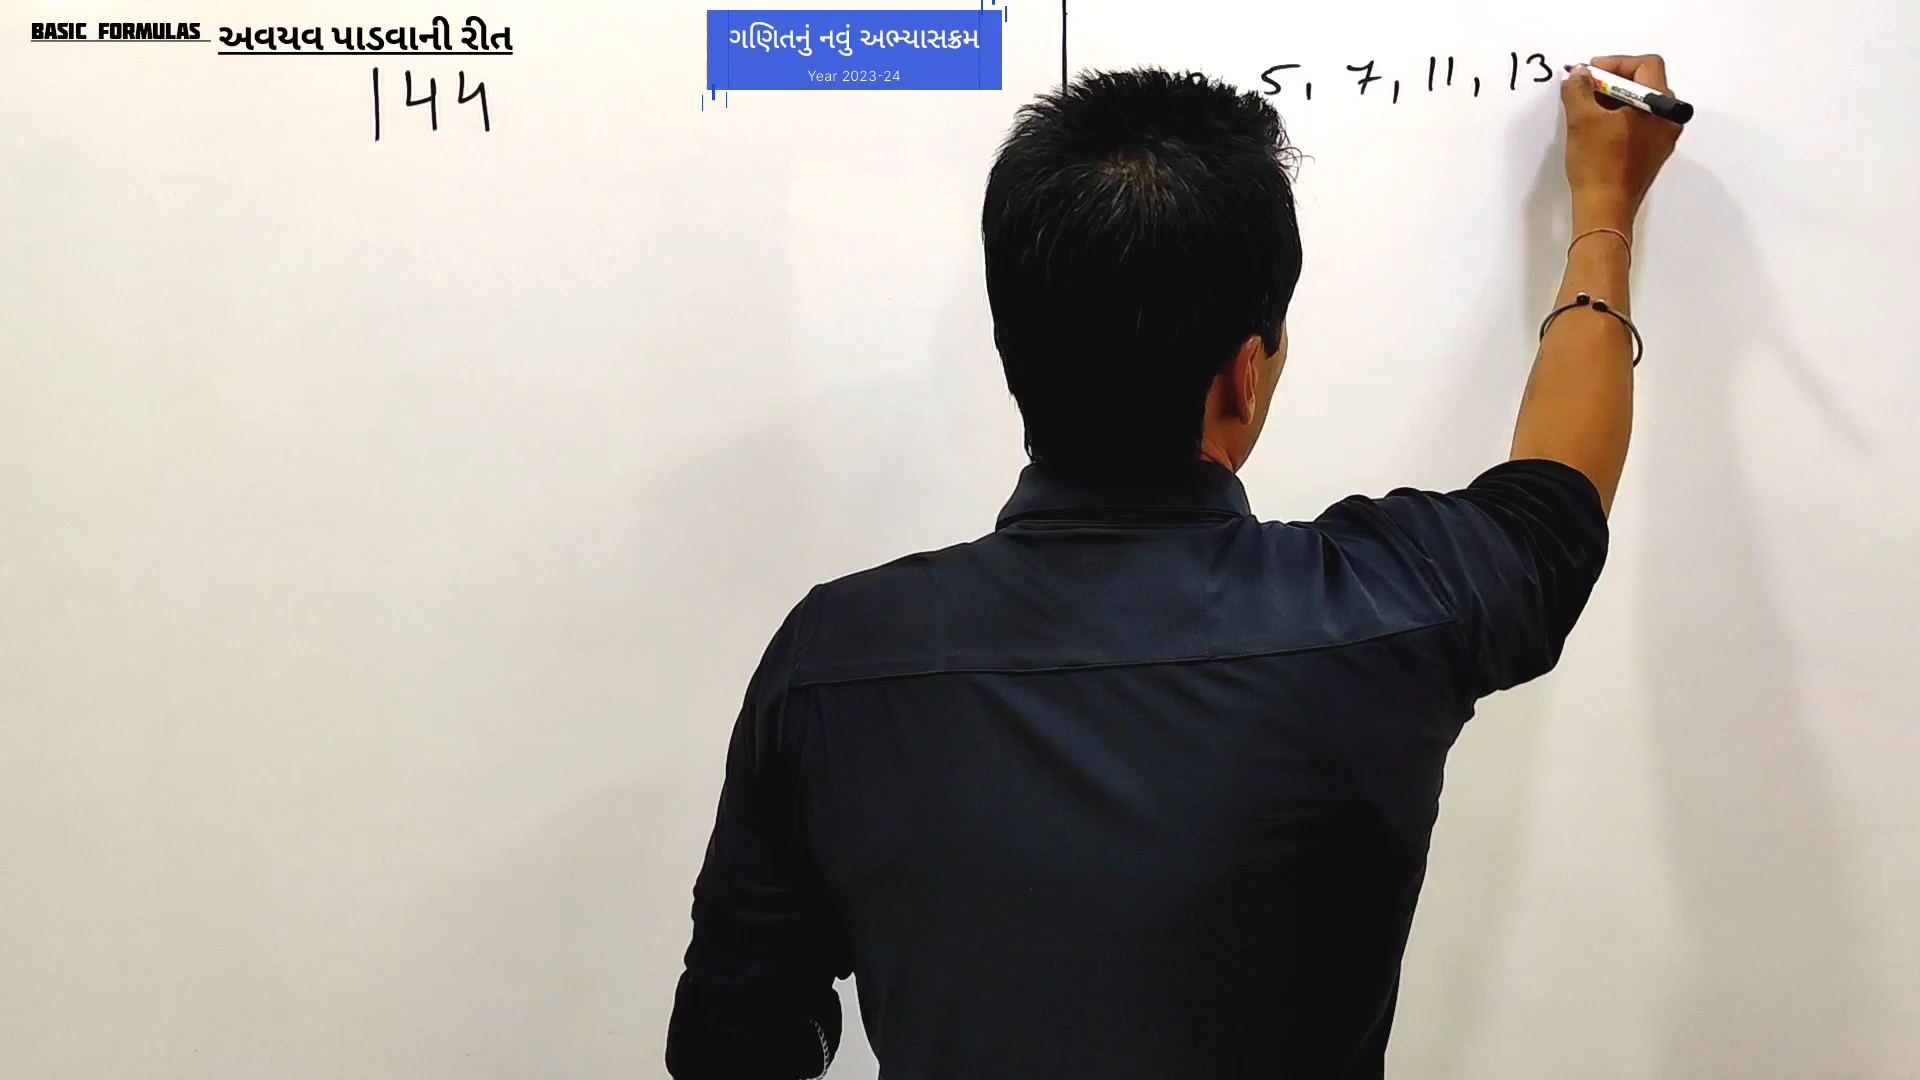 BASIC FORMULAS અવયવ પાડવાની રીત
ગણિતનું નવું અભ્યાસક્રમ
Year 2023-24
144
5, 7, 11, 13